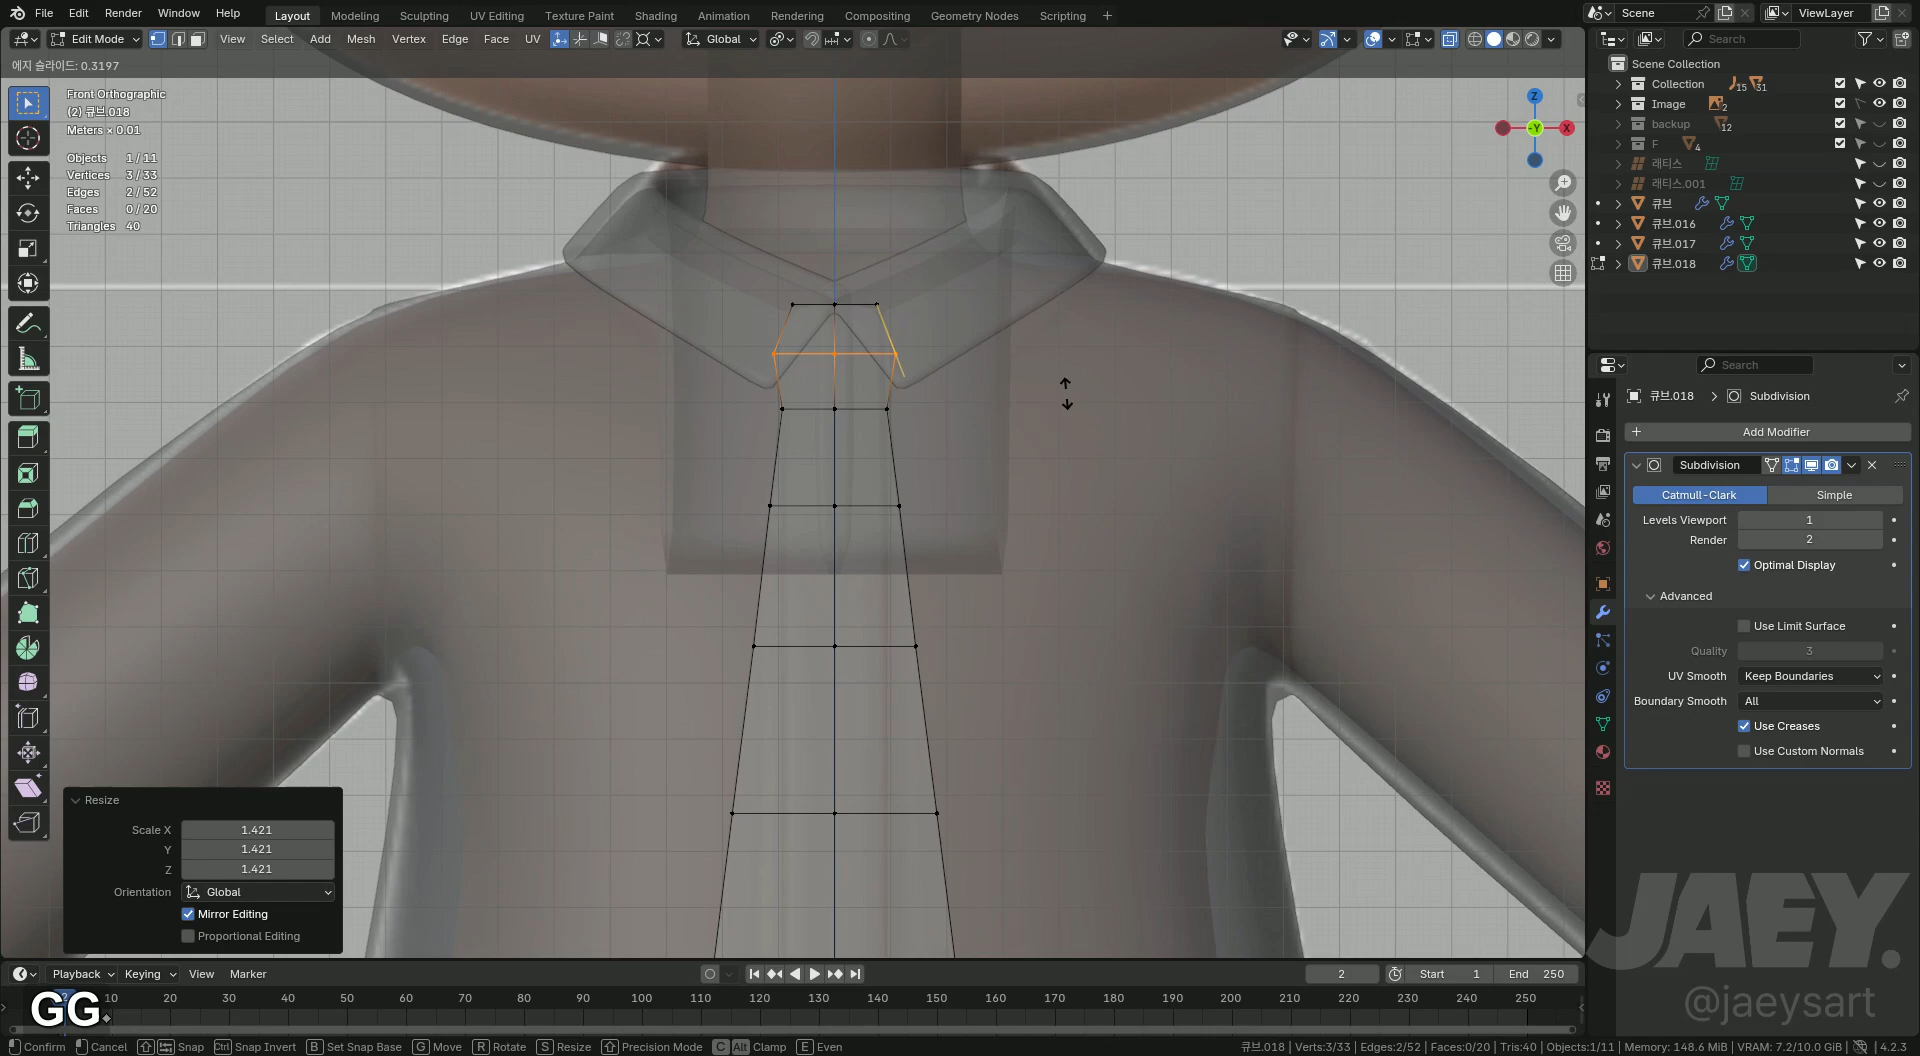 File Edit Render Window Help Layout Modeling Sculpting UV Editing Texture Paint Shading Animation Rendering Compositing Geometry Nodes Scripting + Scene ViewLayer
Edit Mode View Select Add Mesh Vertex Edge Face UV Global Search
에지 슬라이드: 0.3197
Front Orthographic
(2) 큐브.018
Meters × 0.01
Objects 1 / 11
Vertices 3 / 33
Edges 2 / 52
Faces 0 / 20
Triangles 40
Z
-Y
X
Scene Collection
Collection 15 31
Image 2
backup 12
F 4
래티스
래티스.001
큐브
큐브.016
큐브.017
큐브.018
Search
큐브.018 > Subdivision
+ Add Modifier
Subdivision
Catmull-Clark Simple
Levels Viewport 1
Render 2
Optimal Display
Advanced
Use Limit Surface
Quality 3
UV Smooth Keep Boundaries
Boundary Smooth All
Use Creases
Use Custom Normals
Resize
Scale X 1.421
Y 1.421
Z 1.421
Orientation Global
Mirror Editing
Proportional Editing
JAEY.
@jaeysart
Playback Keying View Marker 2 Start 1 End 250
2 10 20 30 40 50 60 70 80 90 100 110 120 130 140 150 160 170 180 190 200 210 220 230 240 250
GG
Confirm Cancel Snap Ctrl Snap Invert B Set Snap Base G Move R Rotate S Resize Precision Mode C Alt Clamp E Even 큐브.018 | Verts:3/33 | Edges:2/52 | Faces:0/20 | Tris:40 | Objects:1/11 | Memory: 148.6 MiB | VRAM: 7.2/10.0 GiB | 4.2.3